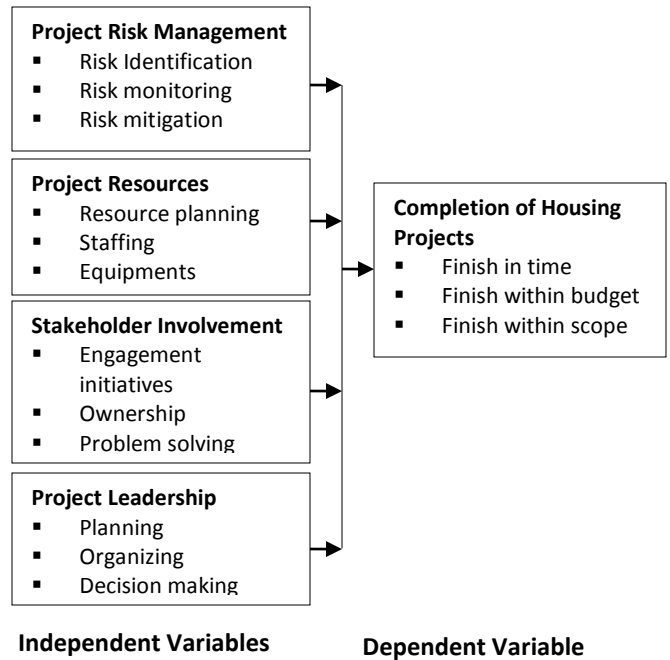 Project Risk Management
▪ Risk Identification
▪ Risk monitoring
▪ Risk mitigation
Project Resources
▪ Resource planning
▪ Staffing
▪ Equipments
Stakeholder Involvement
▪ Engagement
initiatives
▪ Ownership
▪ Problem solving
Project Leadership
▪ Planning
▪ Organizing
▪ Decision making
Independent Variables
Completion of Housing
Projects
▪ Finish in time
▪ Finish within budget
▪ Finish within scope
Dependent Variable